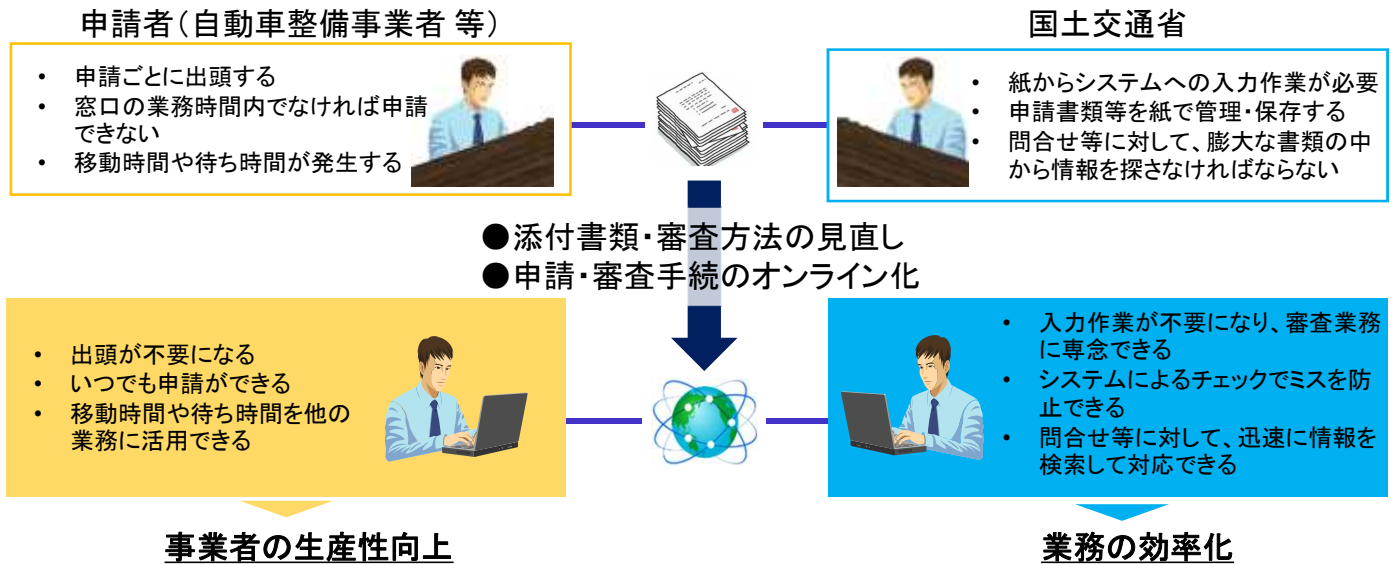 申請者(自動車整備事業者 等)
国土交通省
• 申請ごとに出頭する
• 窓口の業務時間内でなければ申請
できない
• 移動時間や待ち時間が発生する
• 紙からシステムへの入力作業が必要
• 申請書類等を紙で管理・保存する
• 問合せ等に対して、膨大な書類の中
から情報を探さなければならない
●添付書類・審査方法の見直し
●申請・審査手続のオンライン化
• 出頭が不要になる
• いつでも申請ができる
• 移動時間や待ち時間を他の
業務に活用できる
• 入力作業が不要になり、審査業務
に専念できる
• システムによるチェックでミスを防
止できる
• 問合せ等に対して、迅速に情報を
検索して対応できる
事業者の生産性向上
業務の効率化